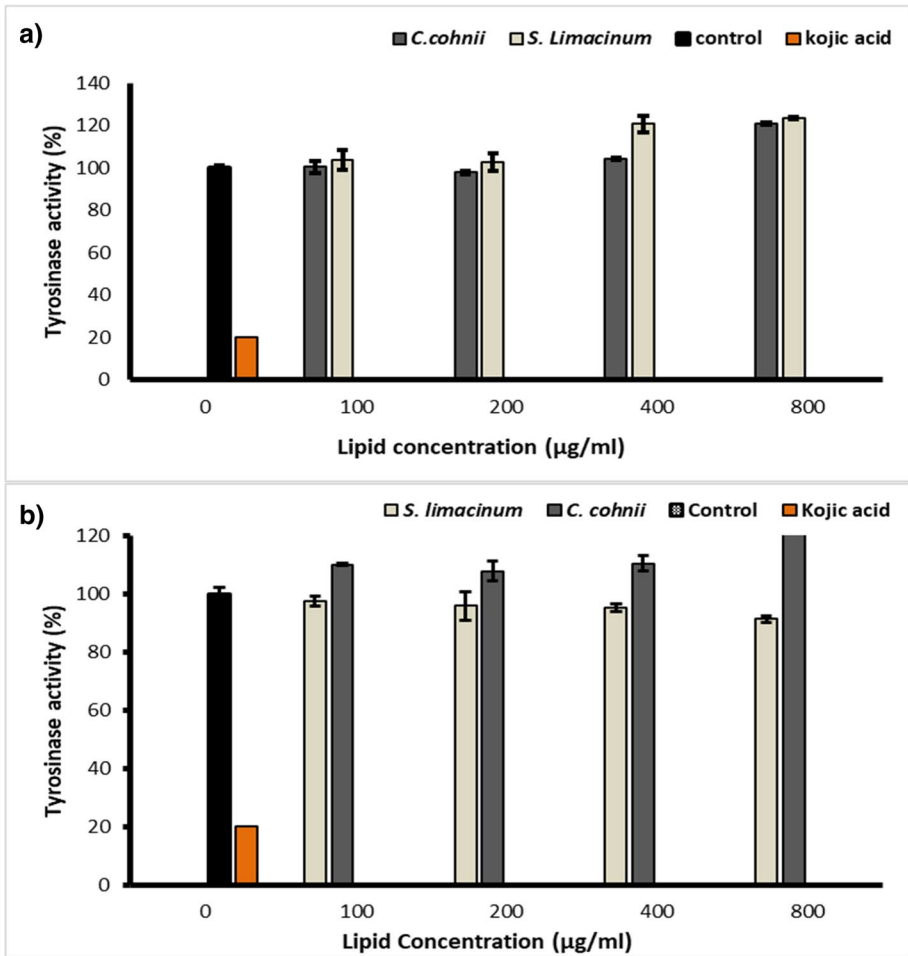 a)
C.cohnii S. Limacinum control kojic acid
140
120
100
80
60
40
20
0
Tyrosinase activity (%)
0 100 200 400 800
Lipid concentration (µg/ml)
b)
S. limacinum C. cohnii Control Kojic acid
120
100
80
60
40
20
0
Tyrosinase activity (%)
0 100 200 400 800
Lipid Concentration (µg/ml)